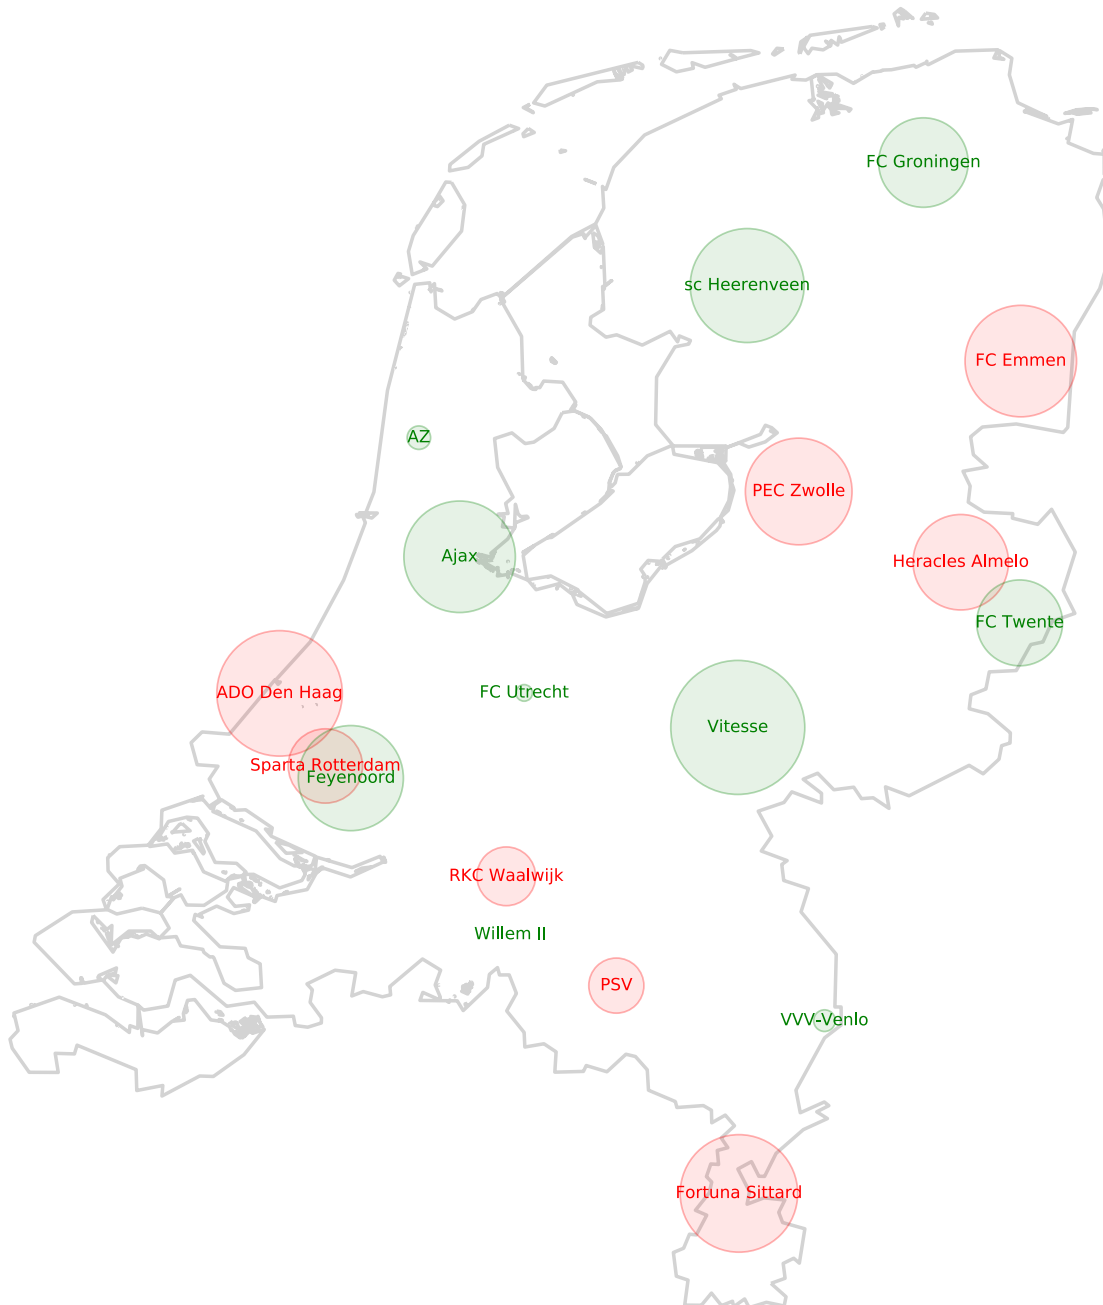 FC Groningen
sc Heerenveen
FC Emmen
AZ
PEC Zwolle
Ajax
Heracles Almelo
FC Twente
ADO Den Haag
FC Utrecht
Vitesse
Sparta Rotterdam
Feyenoord
RKC Waalwijk
Willem II
PSV
VVV-Venlo
Fortuna Sittard